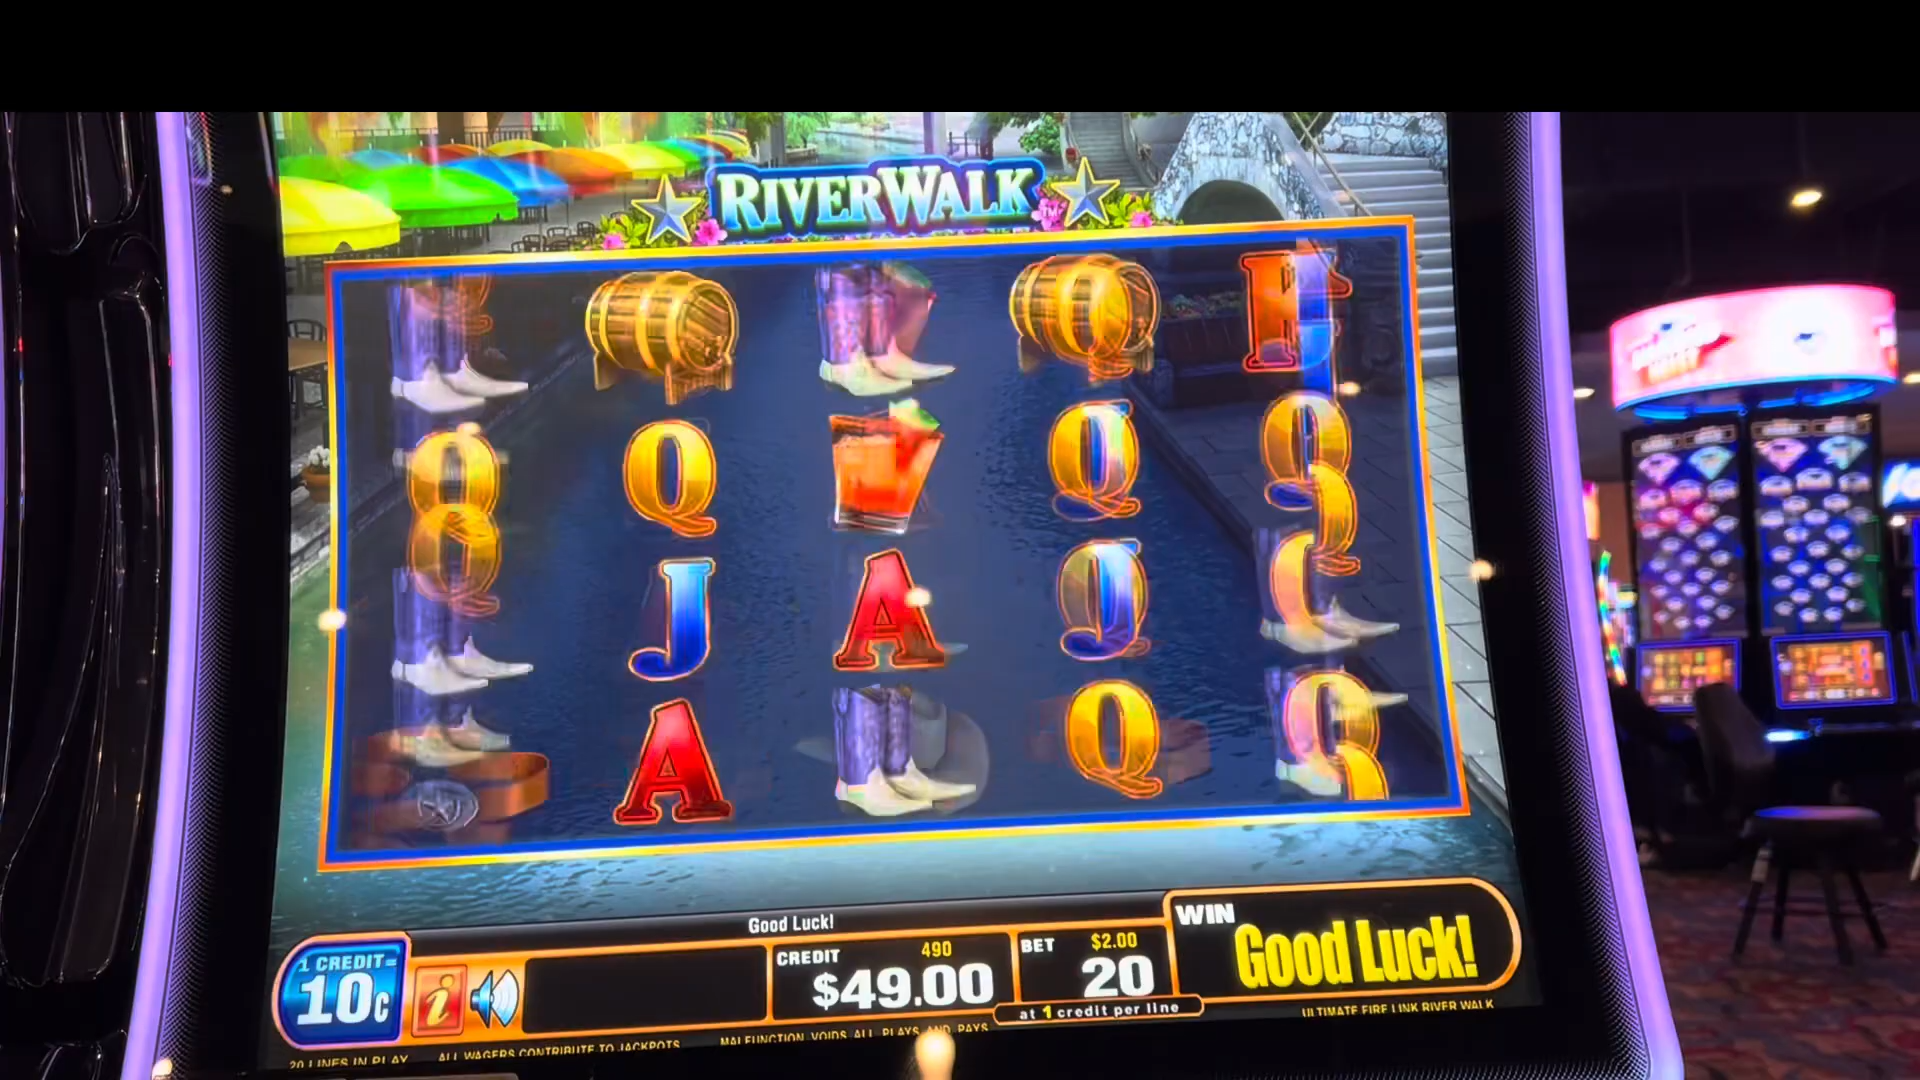 RIVERWALK TM
Q Q Q Q
Q J A J
A Q Q
Good Luck!
1 CREDIT=
10¢
i
CREDIT 490
$49.00
BET $2.00
20
at 1 credit per line
WIN
Good Luck!
20 LINES IN PLAY
ALL WAGERS CONTRIBUTE TO JACKPOTS
MALFUNCTION VOIDS ALL PLAYS AND PAYS
ULTIMATE FIRE LINK RIVER WALK